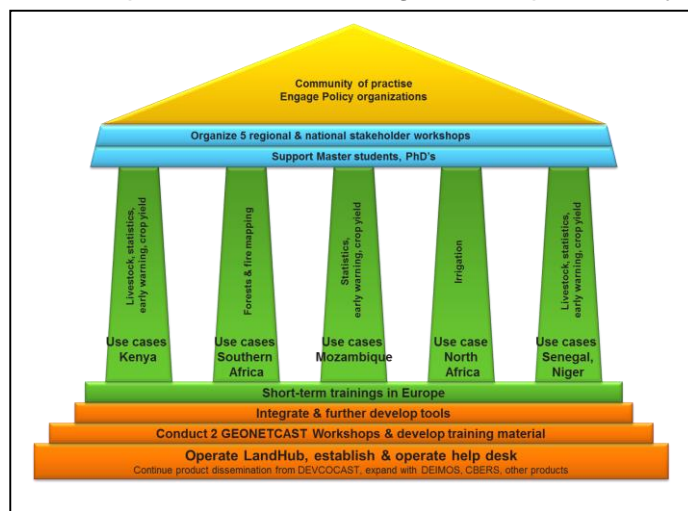 Community of practise
Engage Policy organizations
Organize 5 regional & national stakeholder workshops
Support Master students, PhD's
Livestock, statistics,
early warning, crop yield
Forests & fire mapping
Statistics,
early warning, crop yield
Irrigation
Livestock, statistics,
early warning, crop yield
Use cases
Kenya
Use cases
Southern
Africa
Use cases
Mozambique
Use case
North
Africa
Use cases
Senegal,
Niger
Short-term trainings in Europe
Integrate & further develop tools
Conduct 2 GEONETCAST Workshops & develop training material
Operate LandHub, establish & operate help desk
Continue product dissemination from DEVCOCAST, expand with DEIMOS, CBERS, other products